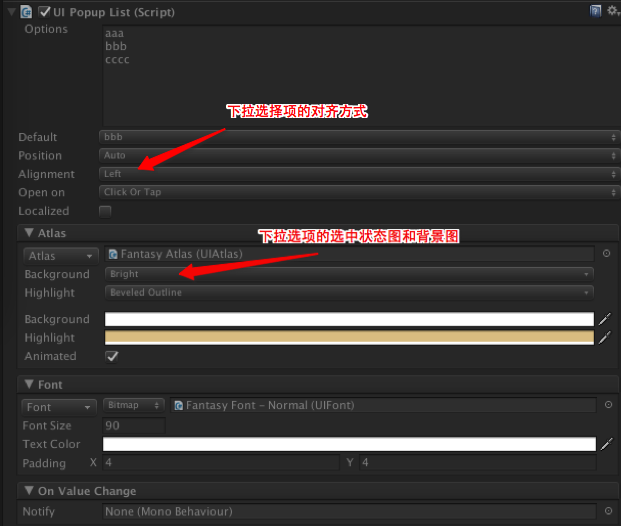 UI Popup List (Script)
Options
aaa
bbb
cccc
下拉选择项的对齐方式
Default bbb
Position Auto
Alignment Left
Open on Click Or Tap
Localized
Atlas
下拉选项的选中状态图和背景图
Atlas Fantasy Atlas (UIAtlas)
Background Bright
Highlight Beveled Outline
Background
Highlight
Animated
Font
Font Bitmap Fantasy Font - Normal (UIFont)
Font Size 90
Text Color
Padding X 4 Y 4
On Value Change
Notify None (Mono Behaviour)